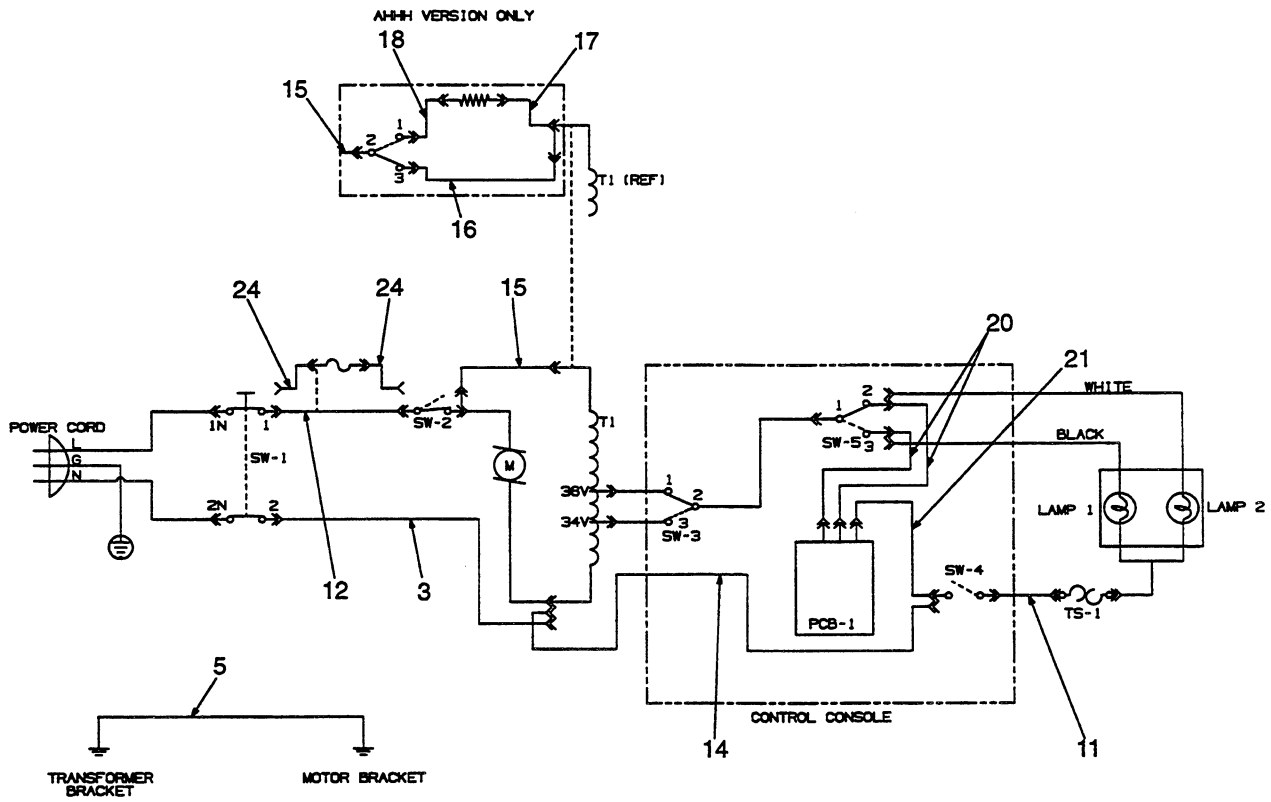 AHHH VERSION ONLY
18
17
15
1
2
3
T1 (REF)
16
24
24
15
20
21
WHITE
1N
1
SW-2
T1
1
2
SW-5
3
BLACK
POWER CORD
L
G
N
SW-1
M
38V
1
2
34V
3
SW-3
LAMP 1
LAMP 2
2N
2
12
3
PCB-1
SW-4
TS-1
5
14
11
CONTROL CONSOLE
TRANSFORMER
BRACKET
MOTOR BRACKET